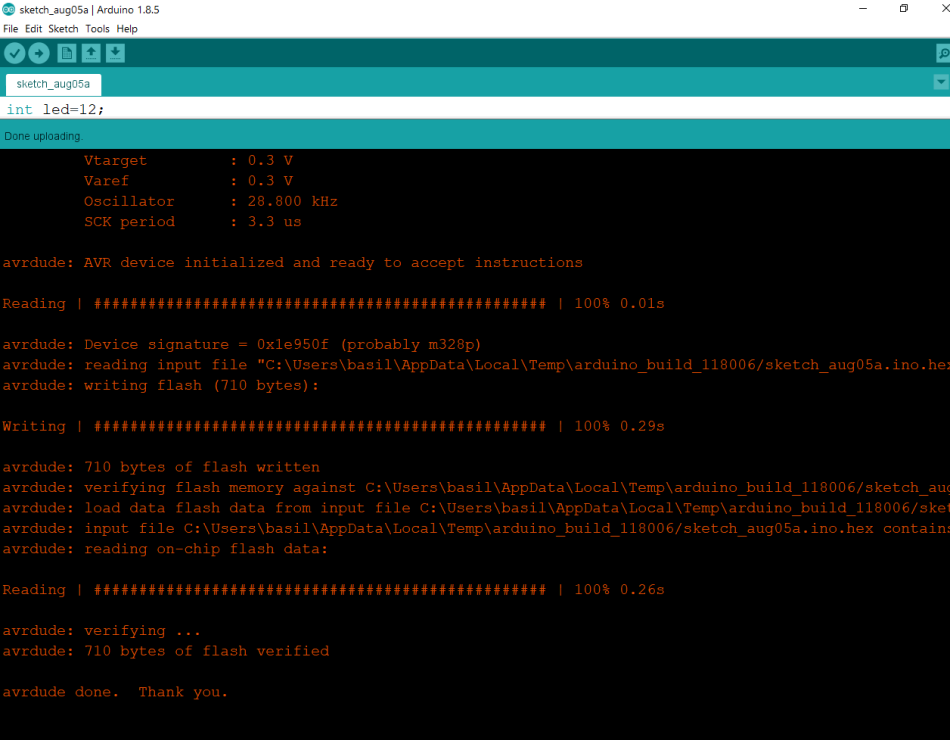 sketch_aug05a | Arduino 1.8.5
File Edit Sketch Tools Help
sketch_aug05a
int led=12;
Done uploading.
Vtarget : 0.3 V
Varef : 0.3 V
Oscillator : 28.800 kHz
SCK period : 3.3 us
avrdude: AVR device initialized and ready to accept instructions
Reading | ################################################## | 100% 0.01s
avrdude: Device signature = 0x1e950f (probably m328p)
avrdude: reading input file "C:\Users\basil\AppData\Local\Temp\arduino_build_118006/sketch_aug05a.ino.hex
avrdude: writing flash (710 bytes):
Writing | ################################################## | 100% 0.29s
avrdude: 710 bytes of flash written
avrdude: verifying flash memory against C:\Users\basil\AppData\Local\Temp\arduino_build_118006/sketch_aug
avrdude: load data flash data from input file C:\Users\basil\AppData\Local\Temp\arduino_build_118006/sket
avrdude: input file C:\Users\basil\AppData\Local\Temp\arduino_build_118006/sketch_aug05a.ino.hex contains
avrdude: reading on-chip flash data:
Reading | ################################################## | 100% 0.26s
avrdude: verifying ...
avrdude: 710 bytes of flash verified
avrdude done.  Thank you.